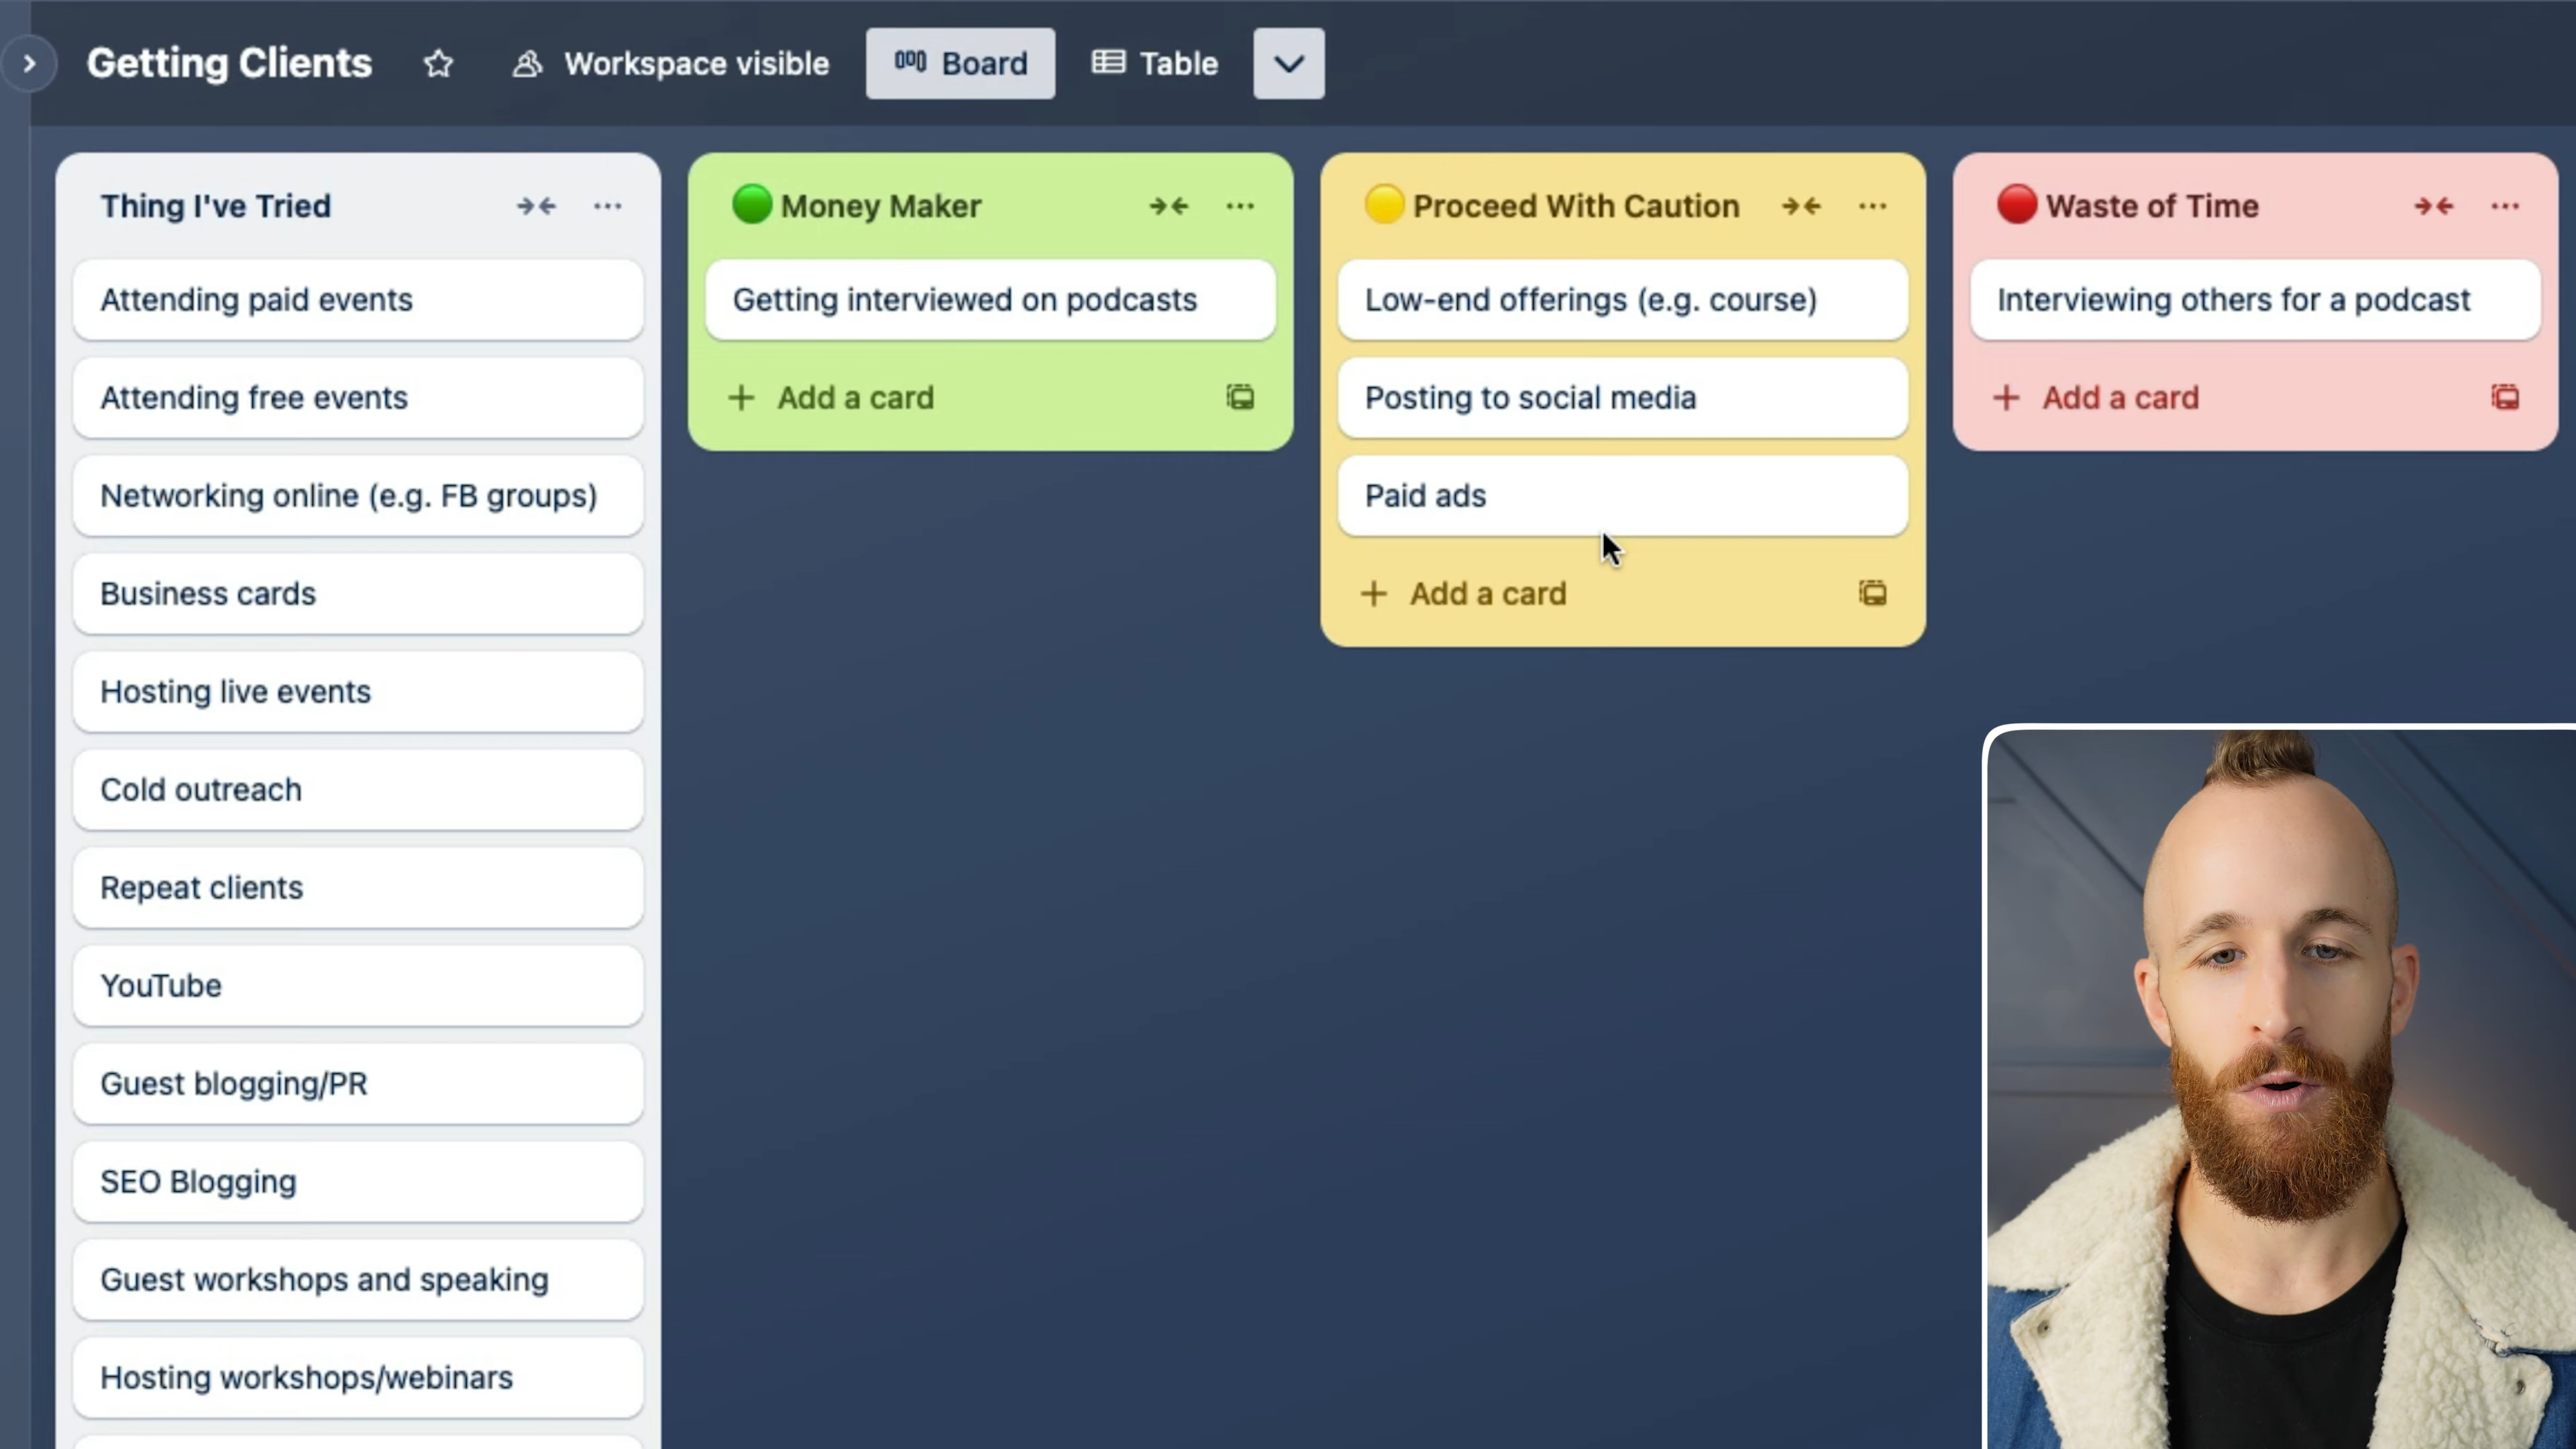 Getting Clients
Workspace visible
Board
Table
Thing I've Tried
Attending paid events
Attending free events
Networking online (e.g. FB groups)
Business cards
Hosting live events
Cold outreach
Repeat clients
YouTube
Guest blogging/PR
SEO Blogging
Guest workshops and speaking
Hosting workshops/webinars
Money Maker
Getting interviewed on podcasts
+ Add a card
Proceed With Caution
Low-end offerings (e.g. course)
Posting to social media
Paid ads
+ Add a card
Waste of Time
Interviewing others for a podcast
+ Add a card